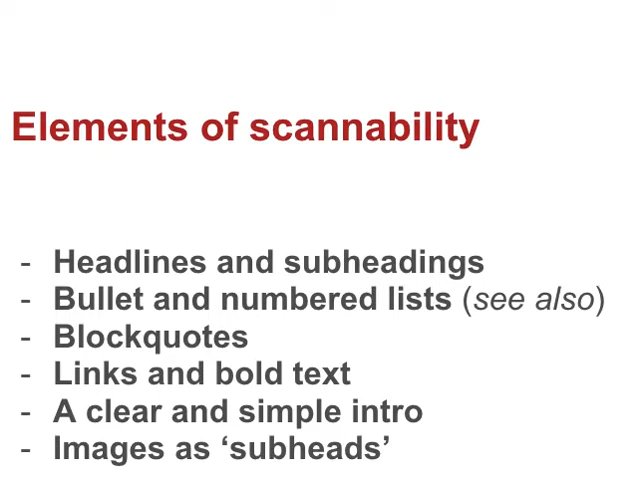 Elements of scannability
- Headlines and subheadings
- Bullet and numbered lists (see also)
- Blockquotes
- Links and bold text
- A clear and simple intro
- Images as ‘subheads’